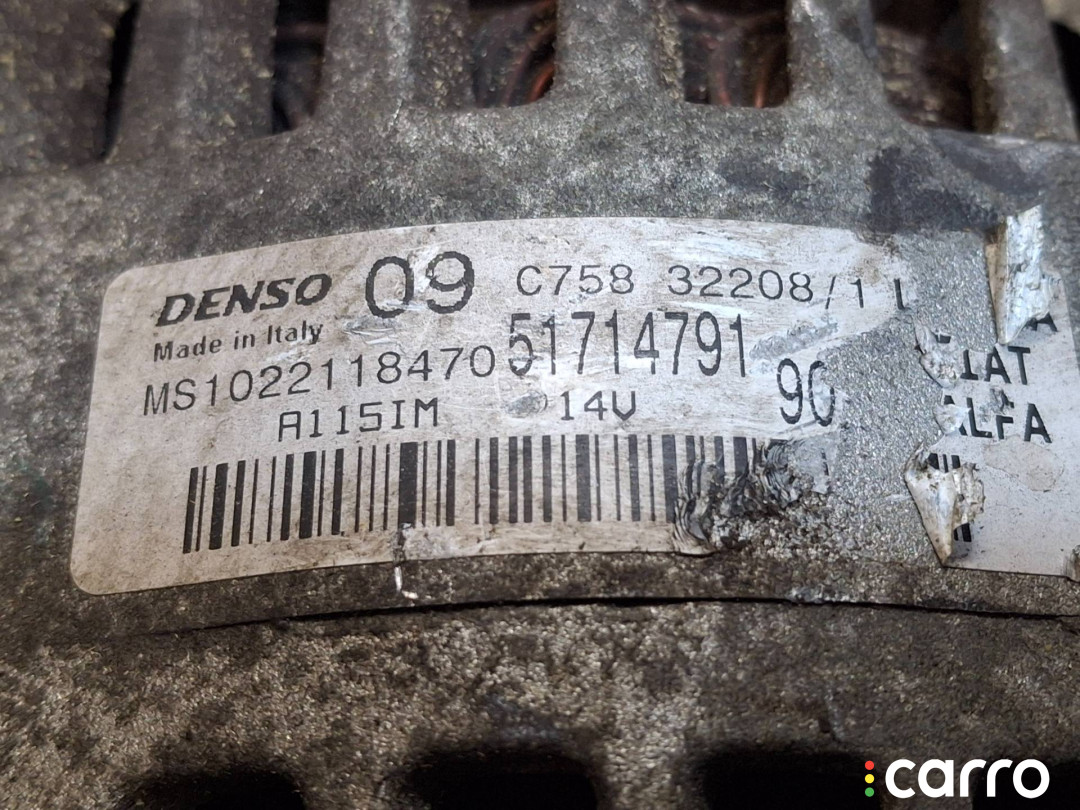 DENSO 09 C758 32208/1
Made in Italy 51714791
MS1022118470 90 FIAT
A115IM 14V ALFA
carro